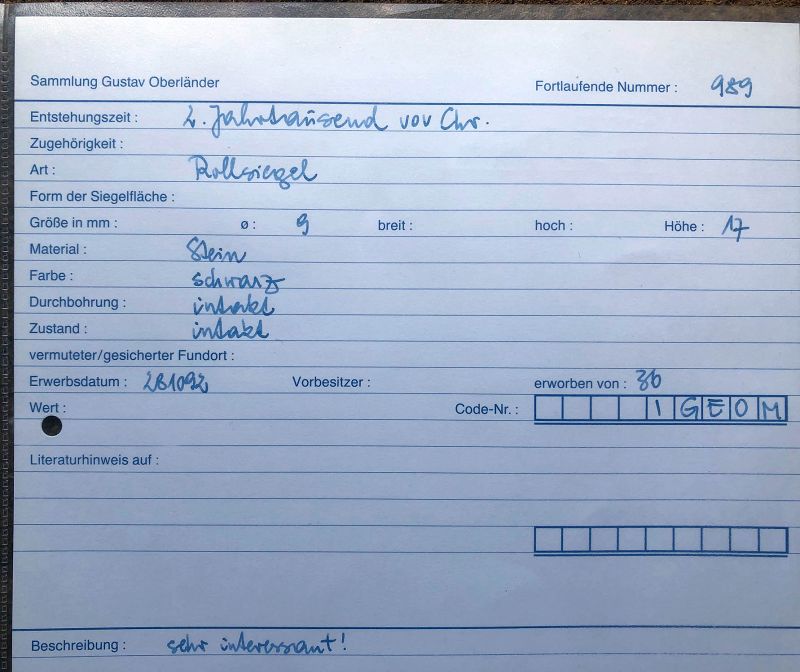 Sammlung Gustav Oberländer Fortlaufende Nummer : 989
Entstehungszeit : 2. Jahrtausend vor Chr.
Zugehörigkeit :
Art : Rollsiegel
Form der Siegelfläche :
Größe in mm : ø : 9 breit : hoch : Höhe : 17
Material : Stein
Farbe : schwarz
Durchbohrung : intakt
Zustand : intakt
vermuteter/gesicherter Fundort :
Erwerbsdatum : Vorbesitzer : erworben von : 36
Wert : Code-Nr. : I GEOM
Literaturhinweis auf :
Beschreibung : sehr interessant!